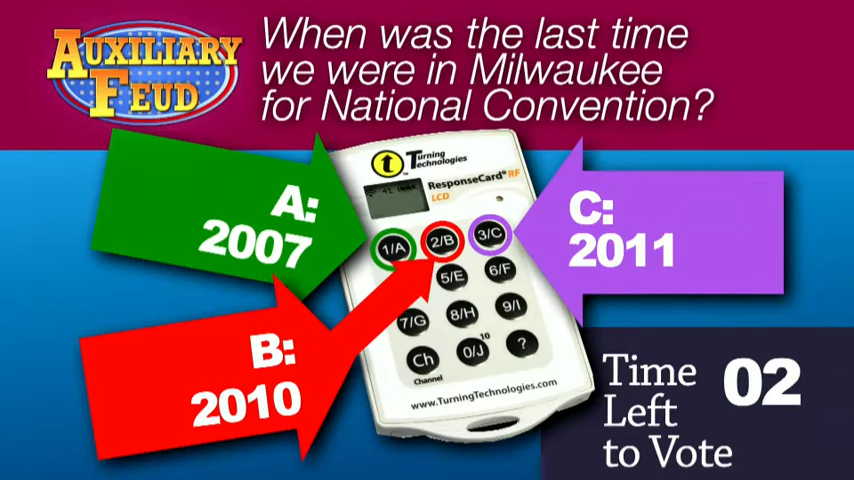 AUXILIARY
FEUD
When was the last time
we were in Milwaukee
for National Convention?
t Turning
Technologies
ResponseCard RF
LCD
A:
2007
C:
2011
1/A 2/B 3/C
5/E 6/F
7/G 8/H 9/I
10
Ch 0/J ?
Channel
www.TurningTechnologies.com
B:
2010
Time
Left
to Vote
02